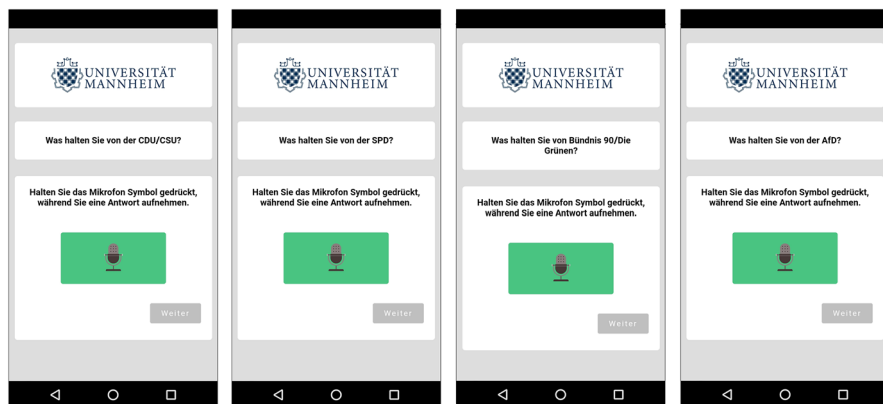 UNIVERSITÄT
MANNHEIM
Was halten Sie von der CDU/CSU?
Halten Sie das Mikrofon Symbol gedrückt,
während Sie eine Antwort aufnehmen.
Weiter
UNIVERSITÄT
MANNHEIM
Was halten Sie von der SPD?
Halten Sie das Mikrofon Symbol gedrückt,
während Sie eine Antwort aufnehmen.
Weiter
UNIVERSITÄT
MANNHEIM
Was halten Sie von Bündnis 90/Die
Grünen?
Halten Sie das Mikrofon Symbol gedrückt,
während Sie eine Antwort aufnehmen.
Weiter
UNIVERSITÄT
MANNHEIM
Was halten Sie von der AfD?
Halten Sie das Mikrofon Symbol gedrückt,
während Sie eine Antwort aufnehmen.
Weiter